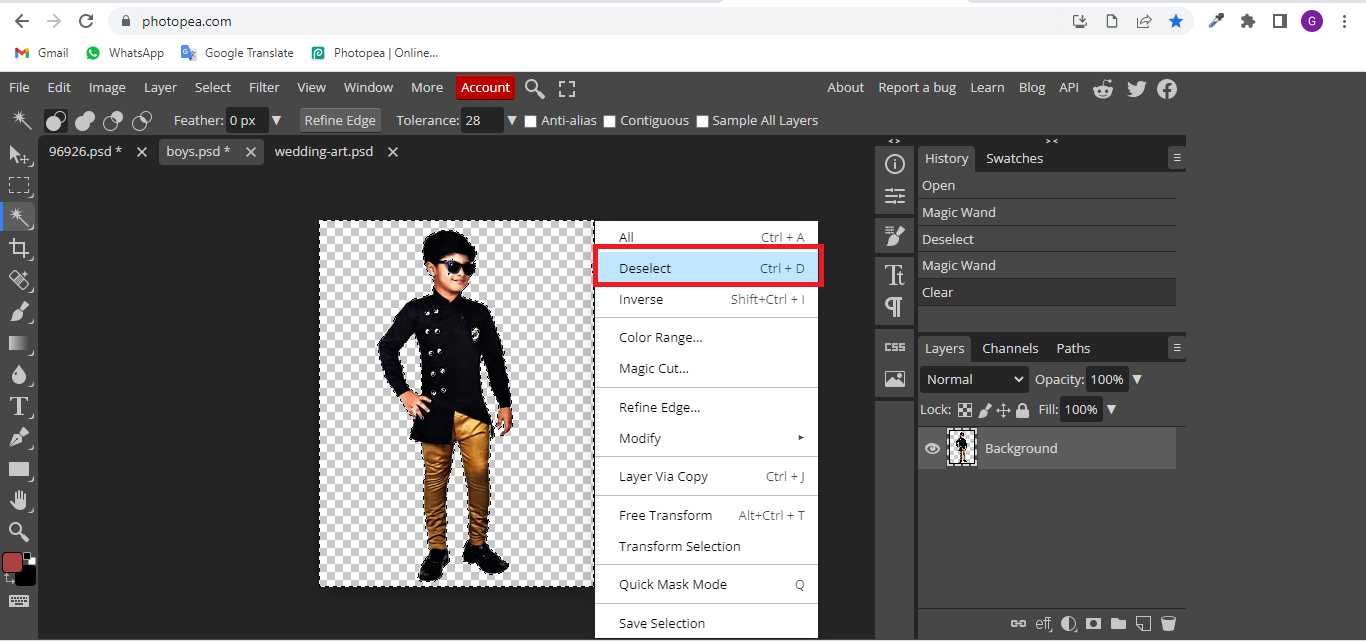 photopea.com
G
Gmail WhatsApp Google Translate Photopea | Online...
File Edit Image Layer Select Filter View Window More Account About Report a bug Learn Blog API
Feather: 0 px Refine Edge Tolerance: 28 Anti-alias Contiguous Sample All Layers
96926.psd * boys.psd * wedding-art.psd
< > > <
History Swatches
Open
Magic Wand
Deselect
Magic Wand
Clear
CSS
Layers Channels Paths
Normal Opacity: 100%
Lock: Fill: 100%
Background
eff
All Ctrl + A
Deselect Ctrl + D
Inverse Shift+Ctrl + I
Color Range...
Magic Cut...
Refine Edge...
Modify
Layer Via Copy Ctrl + J
Free Transform Alt+Ctrl + T
Transform Selection
Quick Mask Mode Q
Save Selection